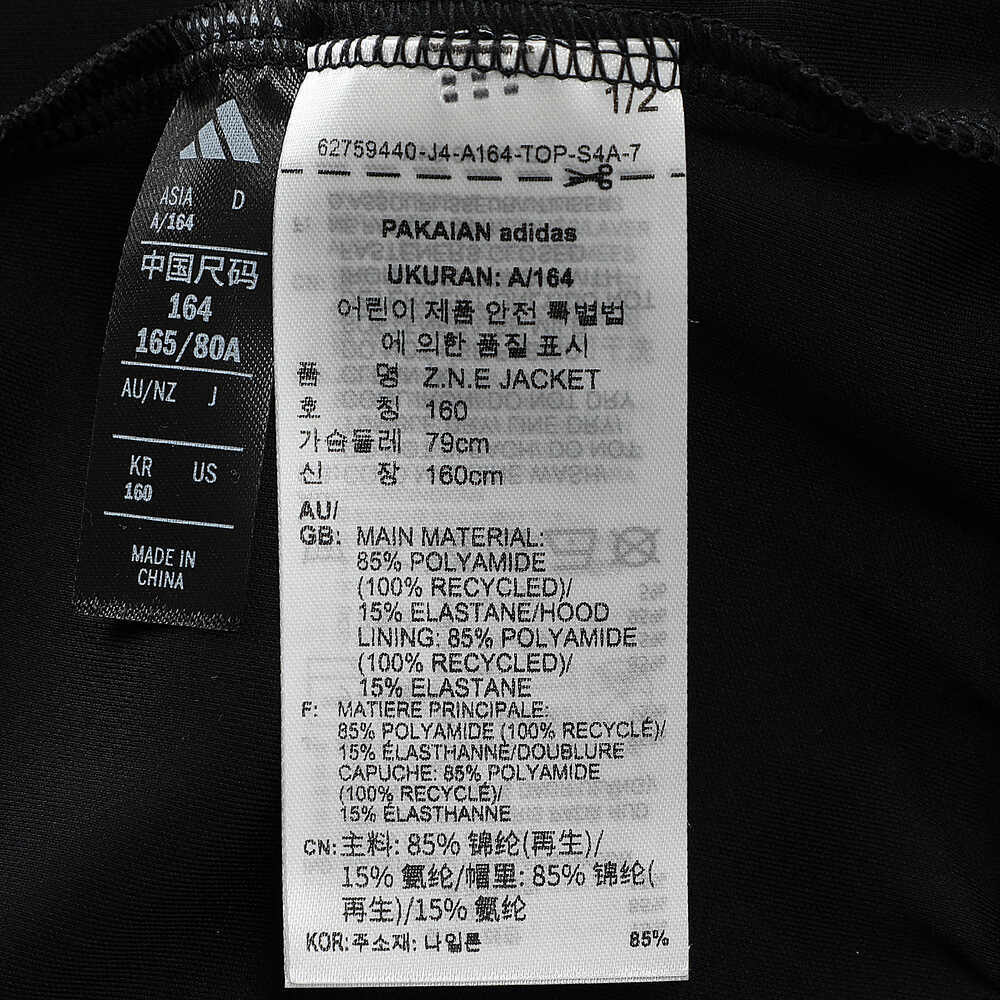 ASIA D
A/164
中国尺码
164
165/80A
AU/NZ J
KR US
160
MADE IN
CHINA
1/2
62759440-J4-A164-TOP-S4A-7
PAKAIAN adidas
UKURAN: A/164
어린이 제품 안전 특별법
에 의한 품질 표시
품 명 Z.N.E JACKET
호 칭 160
가슴둘레 79cm
신 장 160cm
AU/
GB: MAIN MATERIAL:
85% POLYAMIDE
(100% RECYCLED)/
15% ELASTANE/HOOD
LINING: 85% POLYAMIDE
(100% RECYCLED)/
15% ELASTANE
F: MATIERE PRINCIPALE:
85% POLYAMIDE (100% RECYCLÉ)/
15% ÉLASTHANNE/DOUBLURE
CAPUCHE: 85% POLYAMIDE
(100% RECYCLÉ)/
15% ÉLASTHANNE
CN: 主料: 85% 锦纶(再生)/
15% 氨纶/帽里: 85% 锦纶(
再生)/15% 氨纶
KOR: 주소재: 나일론 85%